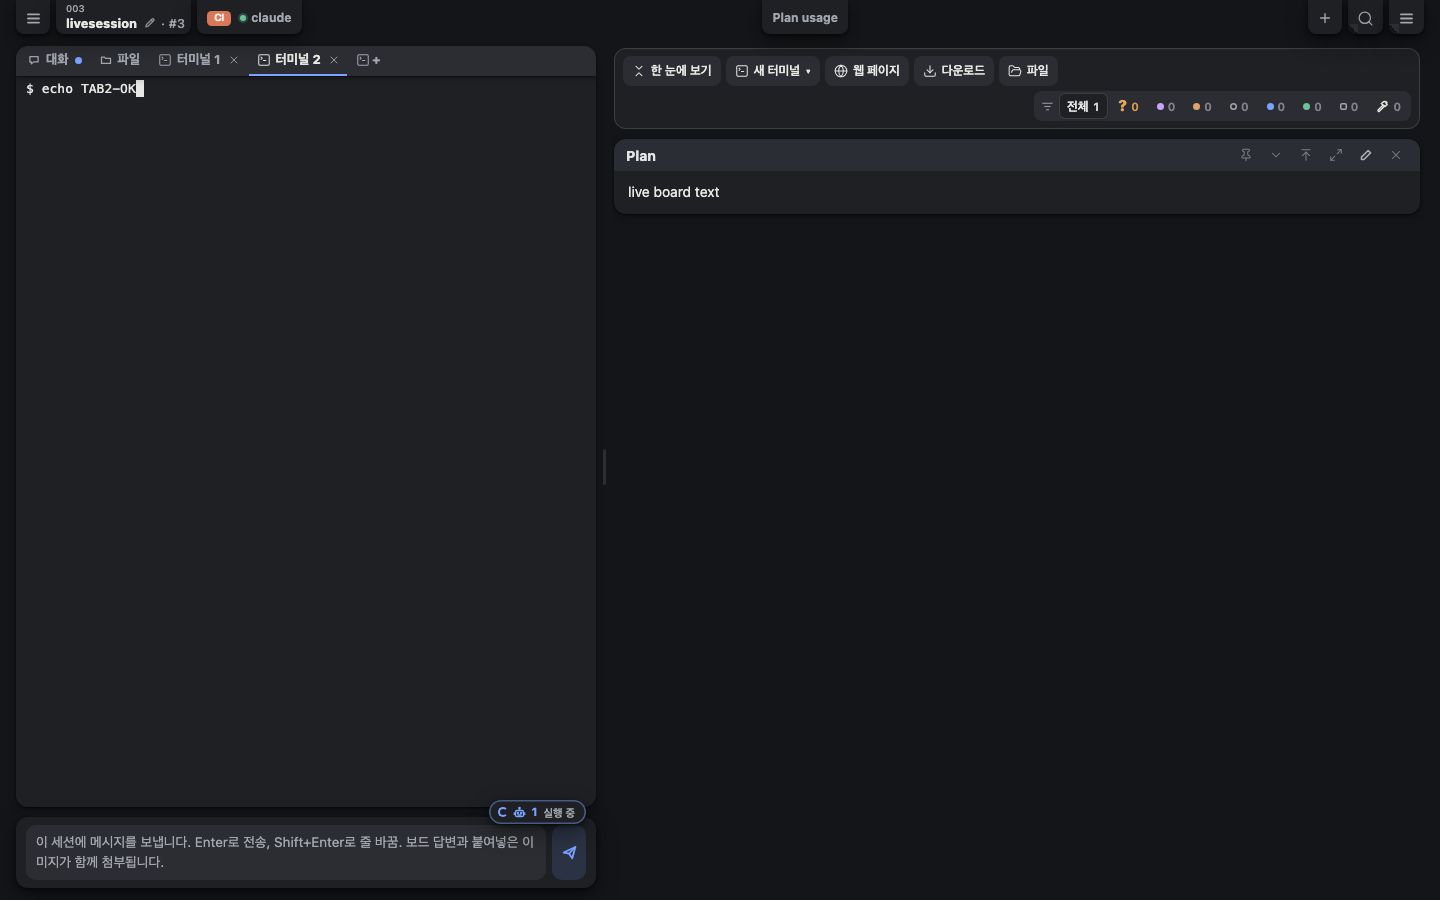 003
livesession · #3
CI claude
Plan usage
대화
파일
터미널 1
터미널 2
+
$ echo TAB2-OK
한 눈에 보기
새 터미널
웹 페이지
다운로드
파일
전체 1
? 0
0
0
0
0
0
0
0
Plan
live board text
C 1 실행 중
이 세션에 메시지를 보냅니다. Enter로 전송, Shift+Enter로 줄 바꿈. 보드 답변과 붙여넣은 이
미지가 함께 첨부됩니다.